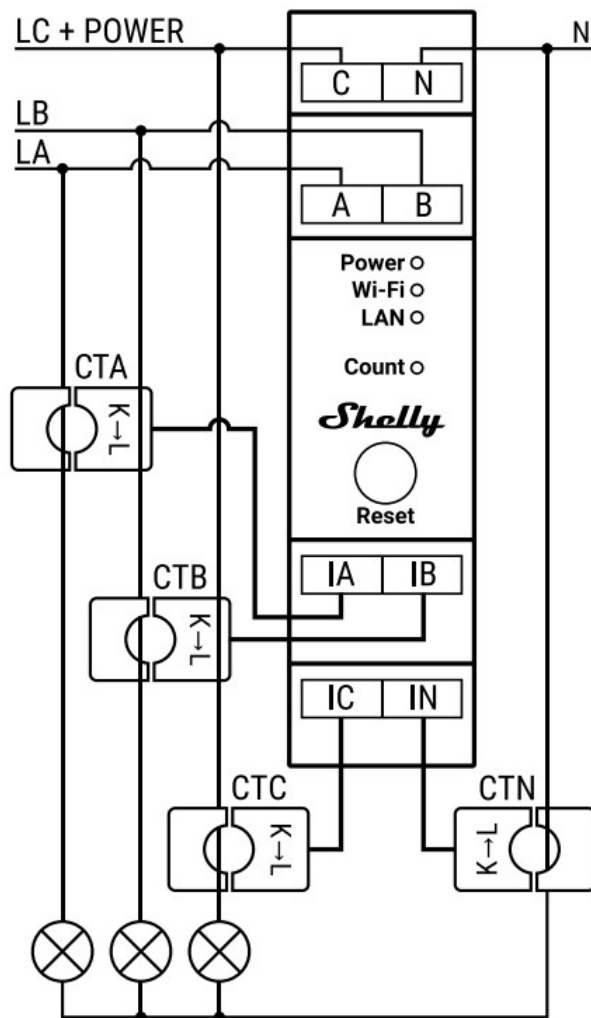 LC + POWER
N
C N
LB
LA
A B
Power
Wi-Fi
LAN
Count
CTA
K→L
Shelly
Reset
IA IB
CTB
K→L
IC IN
CTC
CTN
K→L
K→L